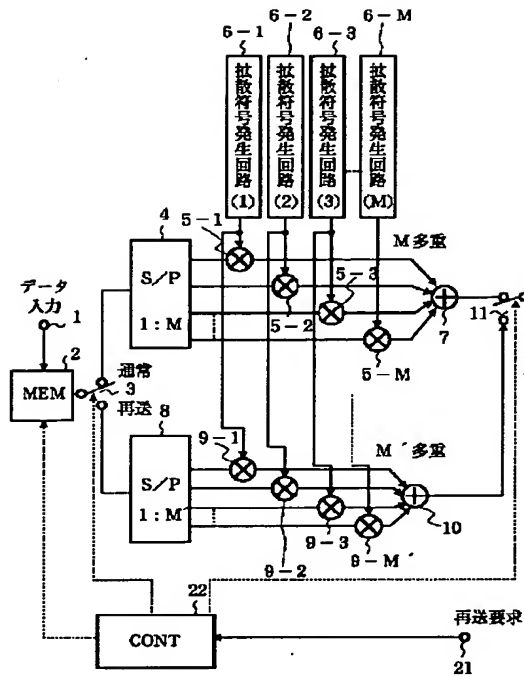 6-1
6-2
6-3
6-M
拡散符号発生回路(1)
拡散符号発生回路(2)
拡散符号発生回路(3)
拡散符号発生回路(M)
4
5-1
M多重
データ
入力
1
S/P
1:M
5-2
5-3
5-M
7
11
2
MEM
通常
3
再送
8
S/P
1:M
9-1
M´多重
9-2
9-3
9-M´
10
22
CONT
再送要求
21